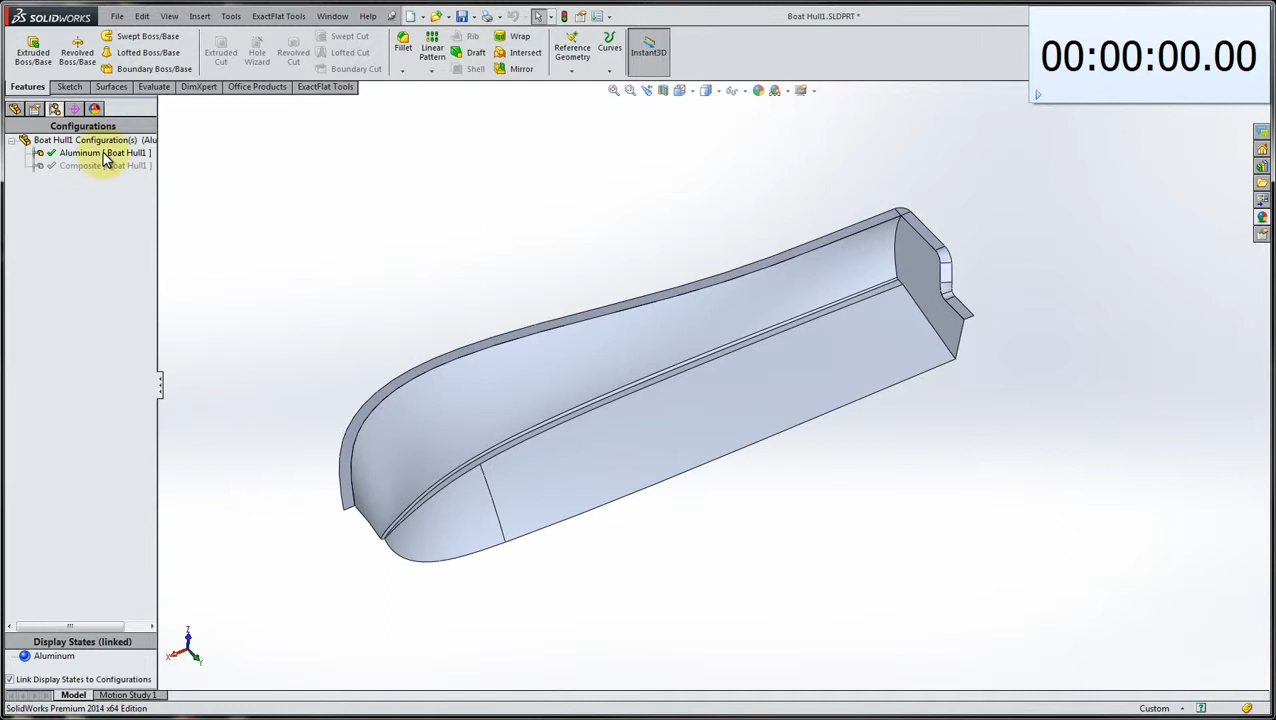 SOLIDWORKS File Edit View Insert Tools ExactFlat Tools Window Help Boat Hull1.SLDPRT *
00:00:00.00
Extruded Boss/Base
Revolved Boss/Base
Swept Boss/Base
Lofted Boss/Base
Boundary Boss/Base
Extruded Cut
Hole Wizard
Revolved Cut
Swept Cut
Lofted Cut
Boundary Cut
Fillet
Linear Pattern
Rib
Draft
Shell
Wrap
Intersect
Mirror
Reference Geometry
Curves
Instant3D
Features Sketch Surfaces Evaluate DimXpert Office Products ExactFlat Tools
Configurations
Boat Hull1 Configuration(s) (Alu
Aluminum [ Boat Hull1 ]
Composite [ Boat Hull1 ]
Z
X
Y
Display States (linked)
Aluminum
Link Display States to Configurations
Model Motion Study 1
SolidWorks Premium 2014 x64 Edition Custom